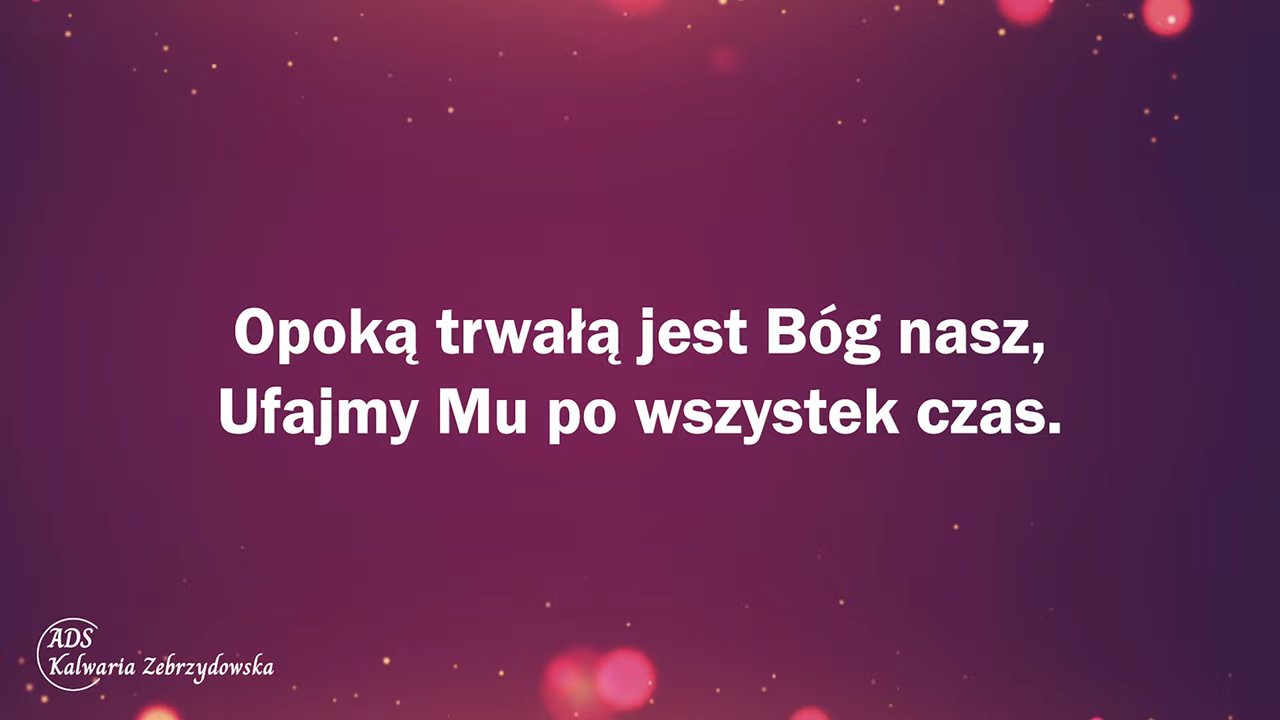 Opoką trwałą jest Bóg nasz,
Ufajmy Mu po wszystek czas.
ADS
Kalwaria Zebrzydowska